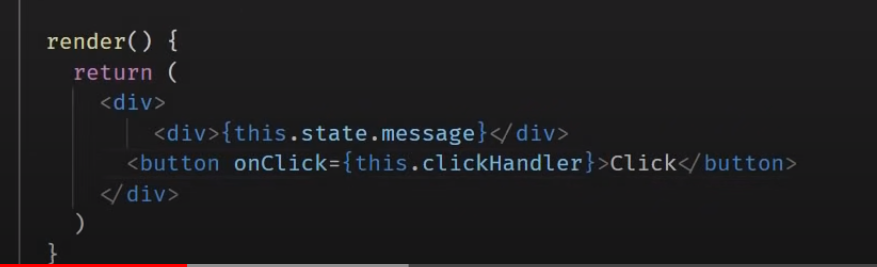 render() {
return (
<div>
<div>{this.state.message}</div>
<button onClick={this.clickHandler}>Click</button>
</div>
)
}